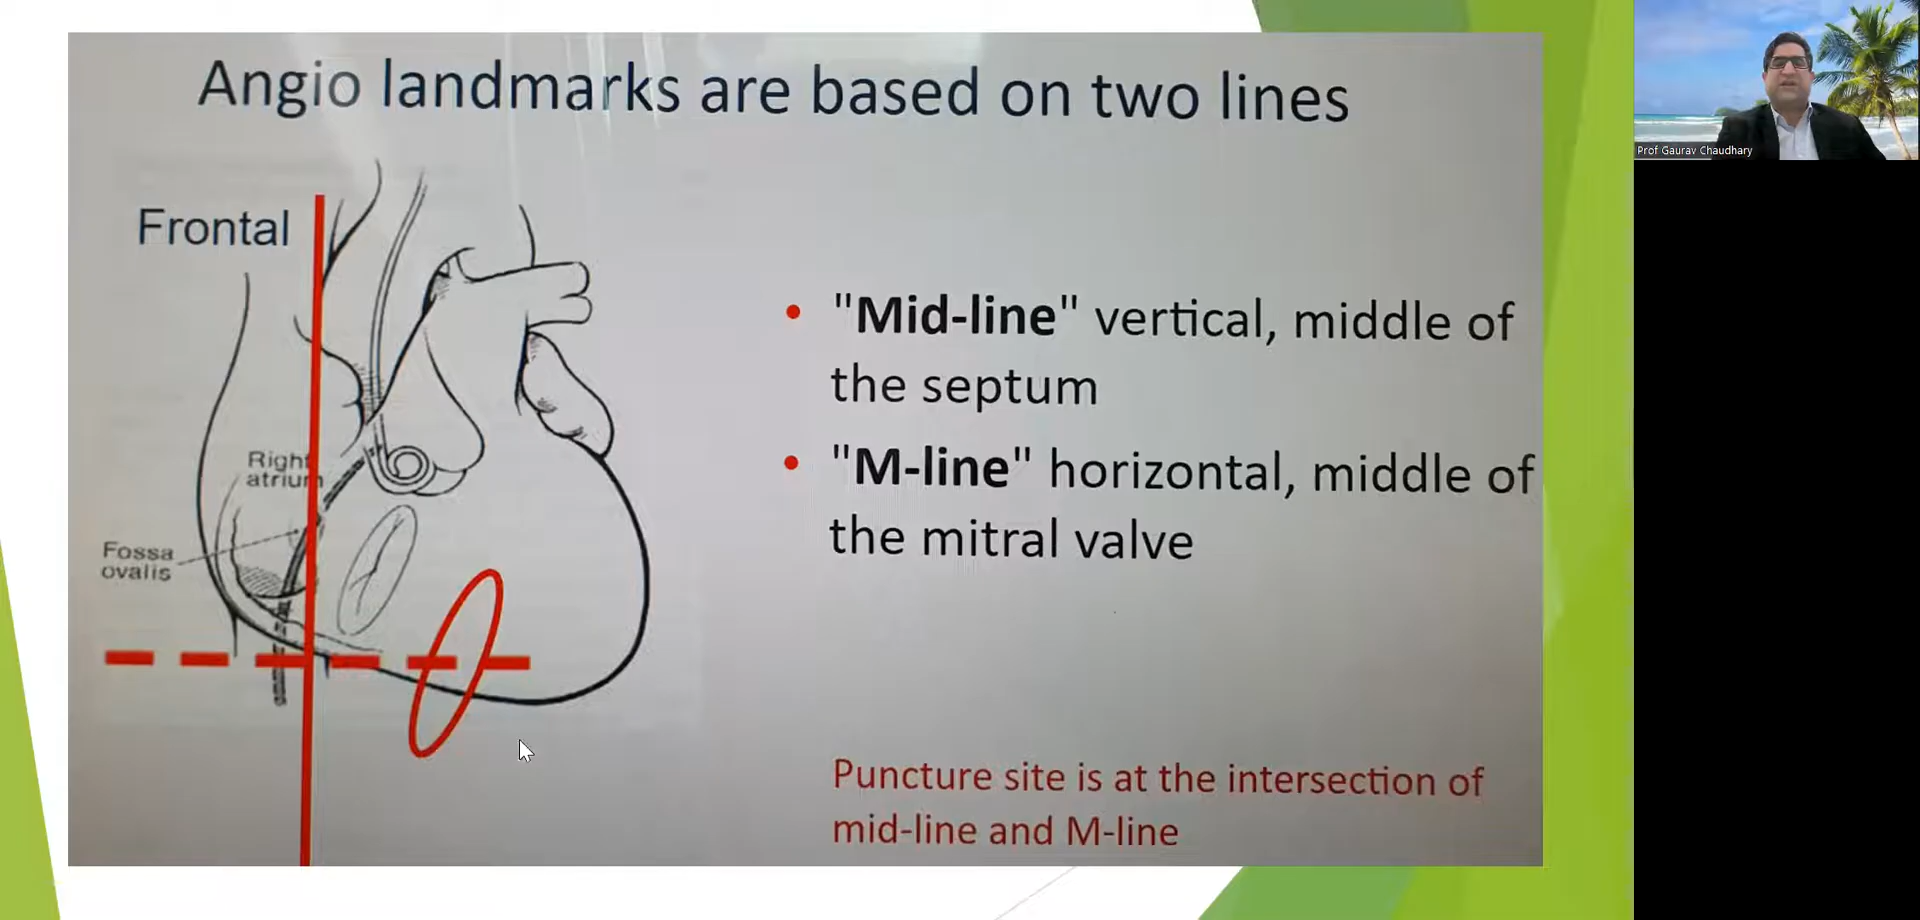 Angio landmarks are based on two lines
Frontal
Right
atrium
Fossa
ovalis
• "Mid-line" vertical, middle of
the septum
• "M-line" horizontal, middle of
the mitral valve
Puncture site is at the intersection of
mid-line and M-line
Prof Gaurav Chaudhary